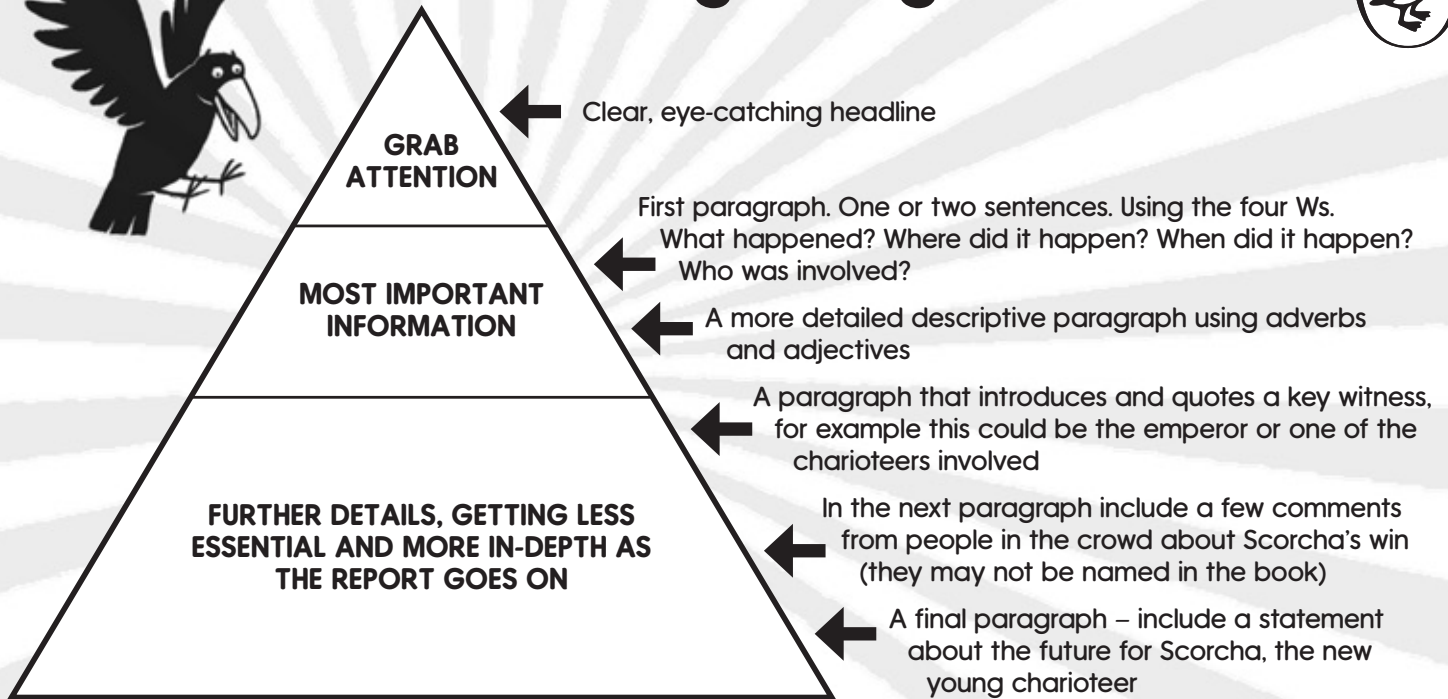 Clear, eye-catching headline
GRAB
ATTENTION
First paragraph. One or two sentences. Using the four Ws.
What happened? Where did it happen? When did it happen?
Who was involved?
MOST IMPORTANT
INFORMATION
A more detailed descriptive paragraph using adverbs
and adjectives
A paragraph that introduces and quotes a key witness,
for example this could be the emperor or one of the
charioteers involved
FURTHER DETAILS, GETTING LESS
ESSENTIAL AND MORE IN-DEPTH AS
THE REPORT GOES ON
In the next paragraph include a few comments
from people in the crowd about Scorcha’s win
(they may not be named in the book)
A final paragraph – include a statement
about the future for Scorcha, the new
young charioteer